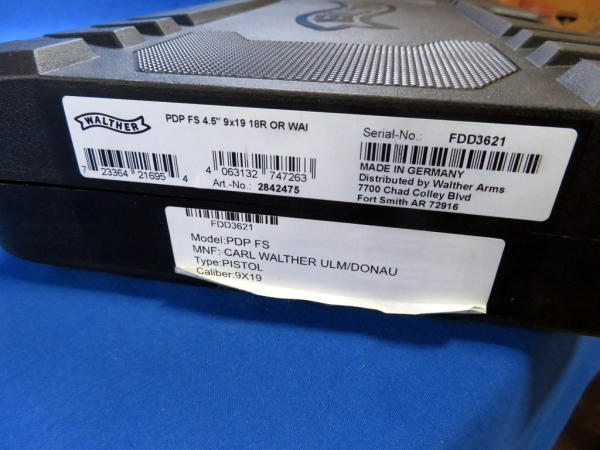 WALTHER
PDP FS 4.5" 9x19 18R OR WAI
7 23364 21695 4
4 063132 747263
Art.-No.: 2842475
Serial-No.: FDD3621
MADE IN GERMANY
Distributed by Walther Arms
7700 Chad Colley Blvd
Fort Smith AR 72916
FDD3621
Model:PDP FS
MNF: CARL WALTHER ULM/DONAU
Type:PISTOL
Caliber:9X19